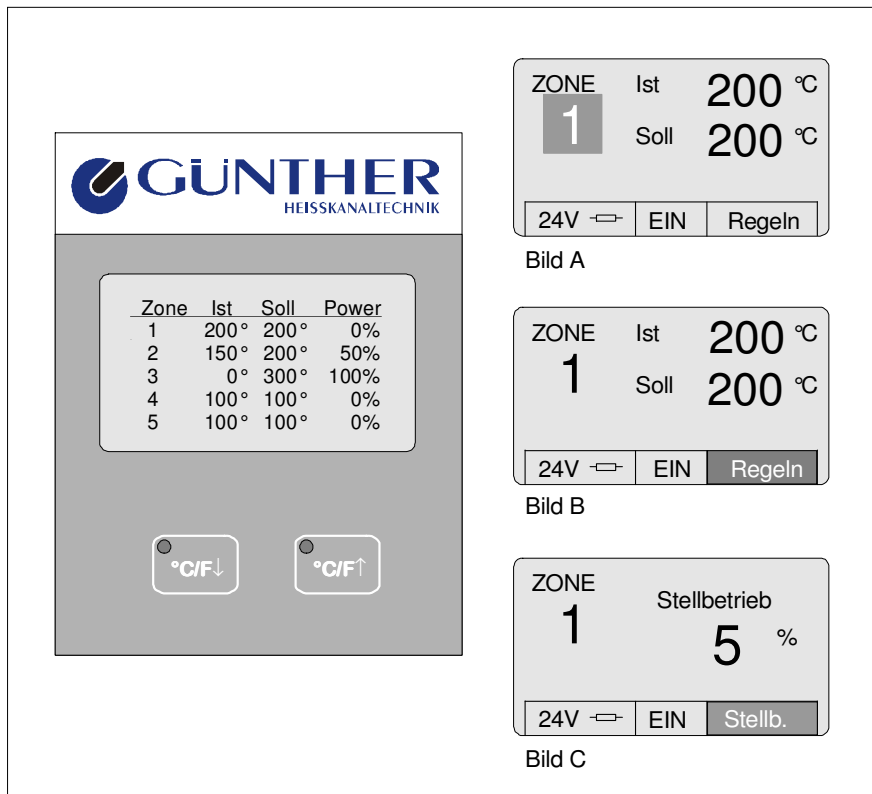 GÜNTHER
HEISSKANALTECHNIK
Zone Ist Soll Power
1 200° 200° 0%
2 150° 200° 50%
3 0° 300° 100%
4 100° 100° 0%
5 100° 100° 0%
°C/F↓ °C/F↑
ZONE Ist 200 °C
1 Soll 200 °C
24V EIN Regeln
Bild A
ZONE Ist 200 °C
1 Soll 200 °C
24V EIN Regeln
Bild B
ZONE Stellbetrieb
1 5 %
24V EIN Stellb.
Bild C